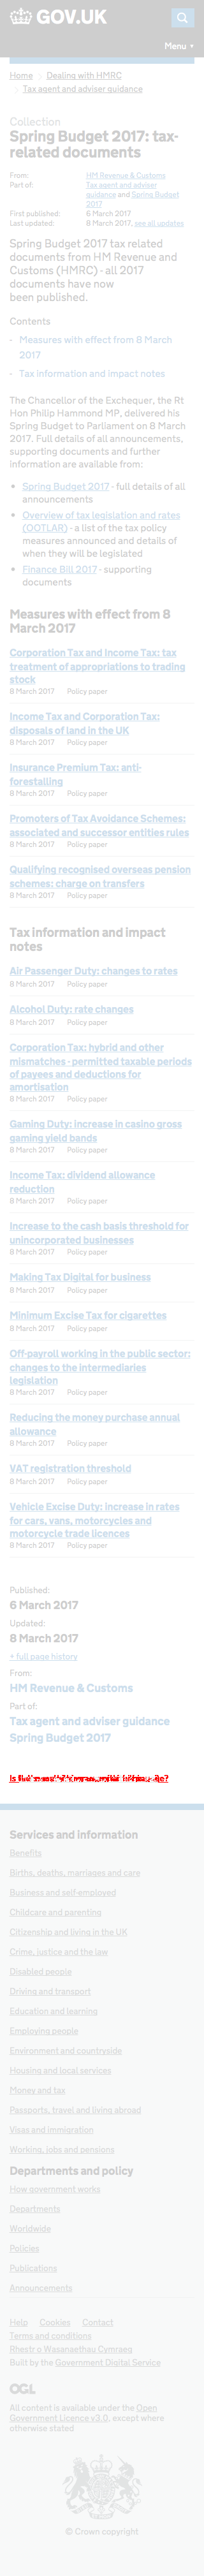 GOV.UK
Menu
Home
Dealing with HMRC
Tax agent and adviser guidance
Collection
Spring Budget 2017: tax-
related documents
From: HM Revenue & Customs
Part of: Tax agent and adviser
guidance and Spring Budget
2017
First published: 6 March 2017
Last updated: 8 March 2017, see all updates
Spring Budget 2017 tax related
documents from HM Revenue and
Customs (HMRC) - all 2017
documents have now
been published.
Contents
- Measures with effect from 8 March
2017
- Tax information and impact notes
The Chancellor of the Exchequer, the Rt
Hon Philip Hammond MP, delivered his
Spring Budget to Parliament on 8 March
2017. Full details of all announcements,
supporting documents and further
information are available from:
• Spring Budget 2017 - full details of all
announcements
• Overview of tax legislation and rates
(OOTLAR) - a list of the tax policy
measures announced and details of
when they will be legislated
• Finance Bill 2017 - supporting
documents
Measures with effect from 8
March 2017
Corporation Tax and Income Tax: tax
treatment of appropriations to trading
stock
8 March 2017 Policy paper
Income Tax and Corporation Tax:
disposals of land in the UK
8 March 2017 Policy paper
Insurance Premium Tax: anti-
forestalling
8 March 2017 Policy paper
Promoters of Tax Avoidance Schemes:
associated and successor entities rules
8 March 2017 Policy paper
Qualifying recognised overseas pension
schemes: charge on transfers
8 March 2017 Policy paper
Tax information and impact
notes
Air Passenger Duty: changes to rates
8 March 2017 Policy paper
Alcohol Duty: rate changes
8 March 2017 Policy paper
Corporation Tax: hybrid and other
mismatches - permitted taxable periods
of payees and deductions for
amortisation
8 March 2017 Policy paper
Gaming Duty: increase in casino gross
gaming yield bands
8 March 2017 Policy paper
Income Tax: dividend allowance
reduction
8 March 2017 Policy paper
Increase to the cash basis threshold for
unincorporated businesses
8 March 2017 Policy paper
Making Tax Digital for business
8 March 2017 Policy paper
Minimum Excise Tax for cigarettes
8 March 2017 Policy paper
Off-payroll working in the public sector:
changes to the intermediaries
legislation
8 March 2017 Policy paper
Reducing the money purchase annual
allowance
8 March 2017 Policy paper
VAT registration threshold
8 March 2017 Policy paper
Vehicle Excise Duty: increase in rates
for cars, vans, motorcycles and
motorcycle trade licences
8 March 2017 Policy paper
Published:
6 March 2017
Updated:
8 March 2017
+ full page history
From:
HM Revenue & Customs
Part of:
Tax agent and adviser guidance
Spring Budget 2017
Services and information
Benefits
Births, deaths, marriages and care
Business and self-employed
Childcare and parenting
Citizenship and living in the UK
Crime, justice and the law
Disabled people
Driving and transport
Education and learning
Employing people
Environment and countryside
Housing and local services
Money and tax
Passports, travel and living abroad
Visas and immigration
Working, jobs and pensions
Departments and policy
How government works
Departments
Worldwide
Policies
Publications
Announcements
Help Cookies Contact
Terms and conditions
Rhestr o Wasanaethau Cymraeg
Built by the Government Digital Service
OGL
All content is available under the Open
Government Licence v3.0, except where
otherwise stated
© Crown copyright